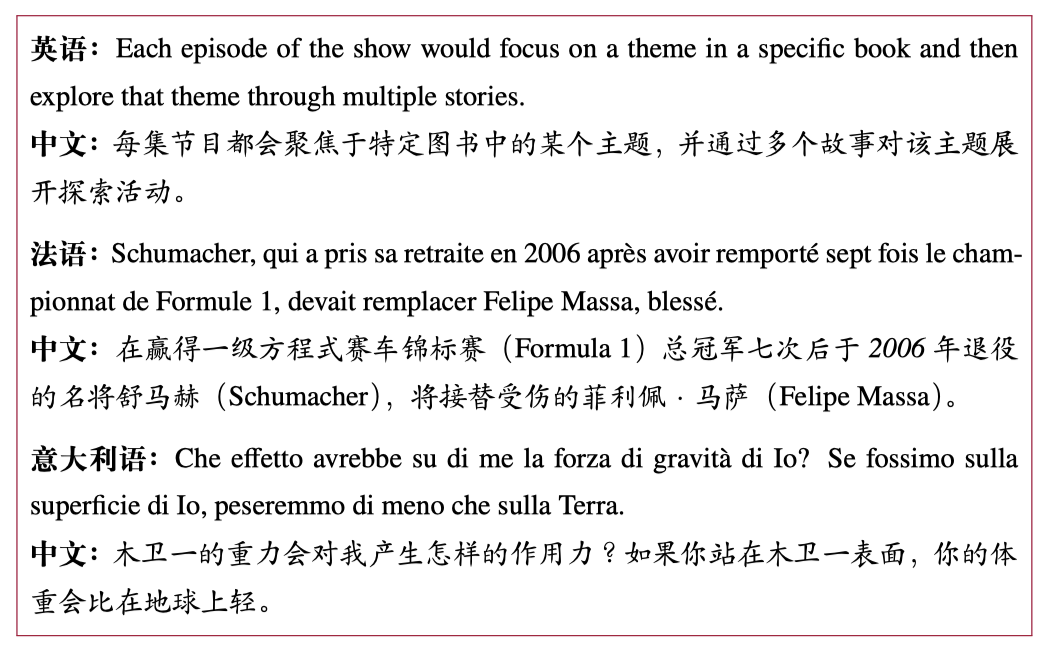 英语：Each episode of the show would focus on a theme in a specific book and then
explore that theme through multiple stories.
中文：每集节目都会聚焦于特定图书中的某个主题，并通过多个故事对该主题展
开探索活动。
法语：Schumacher, qui a pris sa retraite en 2006 après avoir remporté sept fois le cham-
pionnat de Formule 1, devait remplacer Felipe Massa, blessé.
中文：在赢得一级方程式赛车锦标赛（Formula 1）总冠军七次后于 2006 年退役
的名将舒马赫（Schumacher），将接替受伤的菲利佩 · 马萨（Felipe Massa）。
意大利语：Che effetto avrebbe su di me la forza di gravità di Io? Se fossimo sulla
superficie di Io, peseremmo di meno che sulla Terra.
中文：木卫一的重力会对我产生怎样的作用力？如果你站在木卫一表面，你的体
重会比在地球上轻。